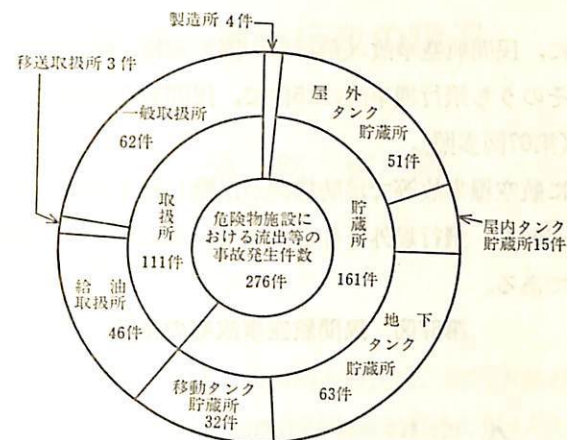 製造所 4件
移送取扱所 3件
一般取扱所
62件
屋外
タンク
貯蔵所
51件
取扱所
111件
危険物施設に
おける流出等の
事故発生件数
276件
貯蔵所
161件
屋内タンク
貯蔵所15件
給油
取扱所
46件
地下
タンク
貯蔵所
63件
移動タンク
貯蔵所
32件